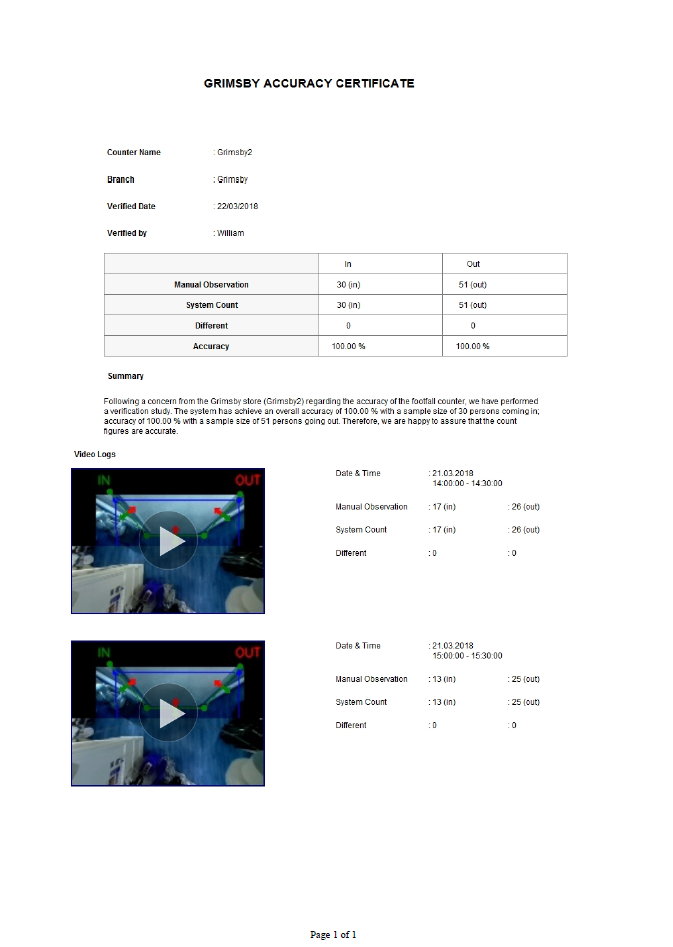 GRIMSBY ACCURACY CERTIFICATE
Counter Name : Grimsby2
Branch : Grimsby
Verified Date : 22/03/2018
Verified by : William
In Out
Manual Observation 30 (in) 51 (out)
System Count 30 (in) 51 (out)
Different 0 0
Accuracy 100.00 % 100.00 %
Summary
Following a concern from the Grimsby store (Grimsby2) regarding the accuracy of the footfall counter, we have performed
a verification study. The system has achieve an overall accuracy of 100.00 % with a sample size of 30 persons coming in;
accuracy of 100.00 % with a sample size of 51 persons going out. Therefore, we are happy to assure that the count
figures are accurate.
Video Logs
IN OUT
Date & Time : 21.03.2018
14:00:00 - 14:30:00
Manual Observation : 17 (in) : 26 (out)
System Count : 17 (in) : 26 (out)
Different : 0 : 0
IN OUT
Date & Time : 21.03.2018
15:00:00 - 15:30:00
Manual Observation : 13 (in) : 25 (out)
System Count : 13 (in) : 25 (out)
Different : 0 : 0
Page 1 of 1